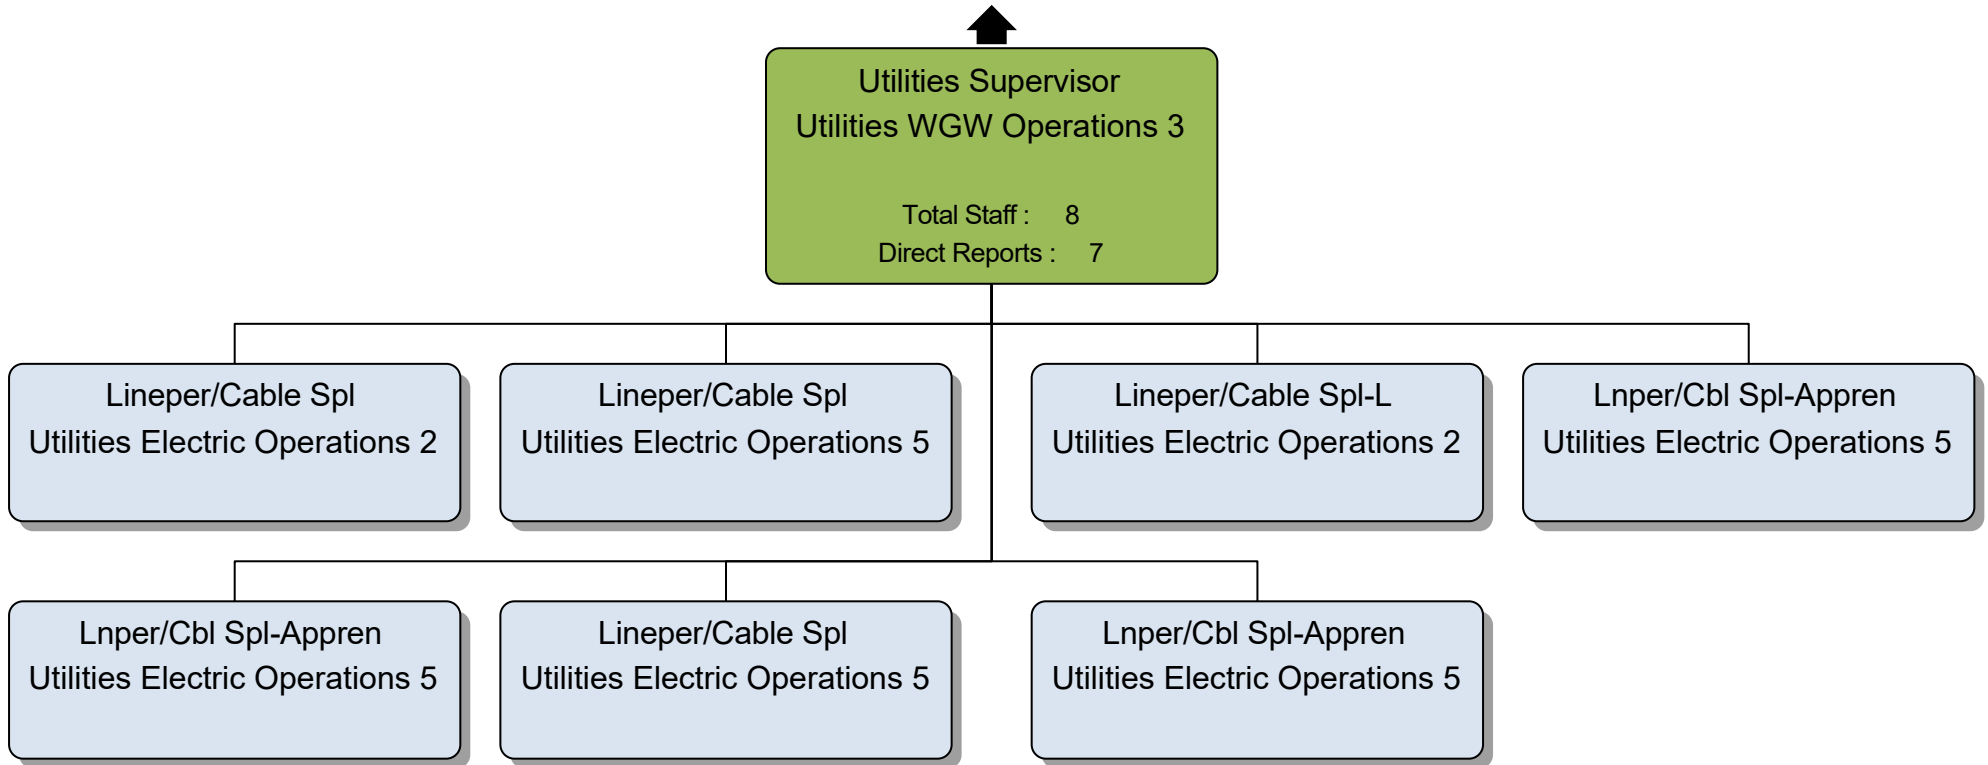 Utilities Supervisor
Utilities WGW Operations 3
Total Staff : 8
Direct Reports : 7
Lineper/Cable Spl
Utilities Electric Operations 2
Lineper/Cable Spl
Utilities Electric Operations 5
Lineper/Cable Spl-L
Utilities Electric Operations 2
Lnper/Cbl Spl-Appren
Utilities Electric Operations 5
Lnper/Cbl Spl-Appren
Utilities Electric Operations 5
Lineper/Cable Spl
Utilities Electric Operations 5
Lnper/Cbl Spl-Appren
Utilities Electric Operations 5